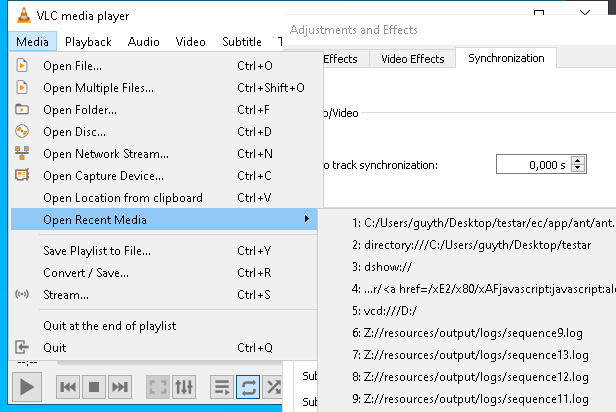 VLC media player
Adjustments and Effects
Media Playback Audio Video Subtitle T
Effects Video Effects Synchronization
Open File... Ctrl+O
Open Multiple Files... Ctrl+Shift+O
Open Folder... Ctrl+F
o/Video
Open Disc... Ctrl+D
Open Network Stream... Ctrl+N
o track synchronization: 0,000 s
Open Capture Device... Ctrl+C
Open Location from clipboard Ctrl+V
Open Recent Media
1: C:/Users/guyth/Desktop/testar/ec/app/ant/ant.
2: directory:///C:/Users/guyth/Desktop/testar
3: dshow://
4: ...r/<a href=/xE2/x80/xAFjavascript:javascript:ale
5: vcd:///D:/
6: Z://resources/output/logs/sequence9.log
7: Z://resources/output/logs/sequence13.log
8: Z://resources/output/logs/sequence12.log
9: Z://resources/output/logs/sequence11.log
Save Playlist to File... Ctrl+Y
Convert / Save... Ctrl+R
Stream... Ctrl+S
Quit at the end of playlist
Quit Ctrl+Q
Sub
Sub